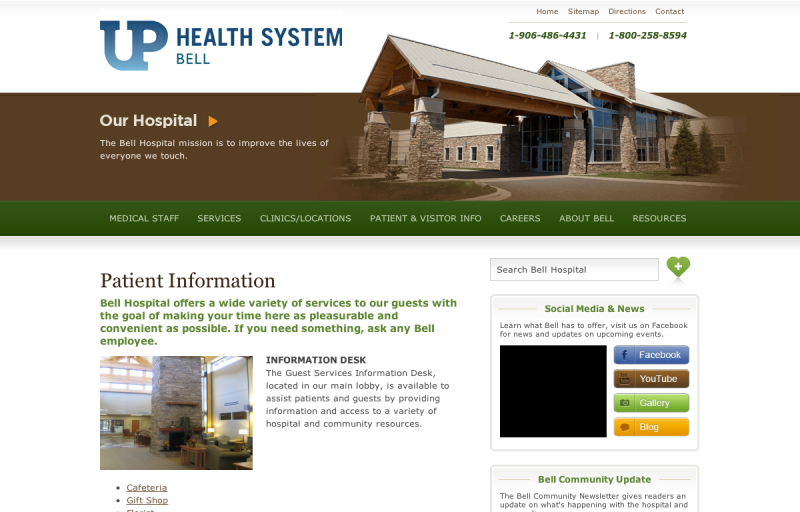 Home Sitemap Directions Contact
UP HEALTH SYSTEM
BELL
1-906-486-4431 | 1-800-258-8594
Our Hospital
The Bell Hospital mission is to improve the lives of
everyone we touch.
MEDICAL STAFF SERVICES CLINICS/LOCATIONS PATIENT & VISITOR INFO CAREERS ABOUT BELL RESOURCES
Search Bell Hospital
Patient Information
Bell Hospital offers a wide variety of services to our guests with
the goal of making your time here as pleasurable and
convenient as possible. If you need something, ask any Bell
employee.
INFORMATION DESK
The Guest Services Information Desk,
located in our main lobby, is available to
assist patients and guests by providing
information and access to a variety of
hospital and community resources.
• Cafeteria
• Gift Shop
• Florist
Social Media & News
Learn what Bell has to offer, visit us on Facebook
for news and updates on upcoming events.
Facebook
YouTube
Gallery
Blog
Bell Community Update
The Bell Community Newsletter gives readers an
update on what's happening with the hospital and